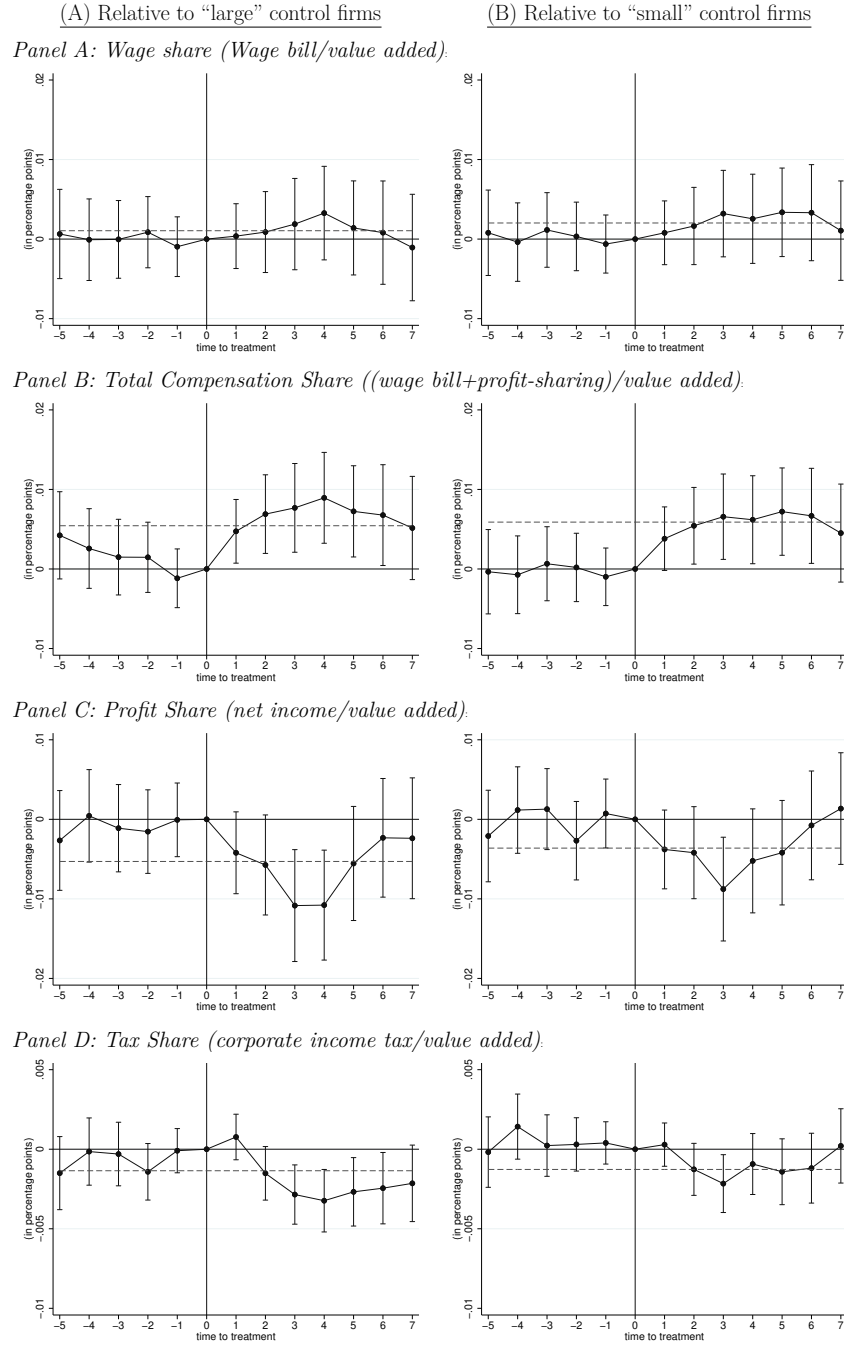 (A) Relative to “large” control firms
(B) Relative to “small” control firms
Panel A: Wage share (Wage bill/value added).
(in percentage points)
.02
.01
0
-.01
−5 −4 −3 −2 −1 0 1 2 3 4 5 6 7
time to treatment
(in percentage points)
.02
.01
0
-.01
−5 −4 −3 −2 −1 0 1 2 3 4 5 6 7
time to treatment
Panel B: Total Compensation Share ((wage bill+profit-sharing)/value added).
(in percentage points)
.02
.01
0
-.01
−5 −4 −3 −2 −1 0 1 2 3 4 5 6 7
time to treatment
(in percentage points)
.02
.01
0
-.01
−5 −4 −3 −2 −1 0 1 2 3 4 5 6 7
time to treatment
Panel C: Profit Share (net income/value added).
(in percentage points)
.01
0
-.01
-.02
−5 −4 −3 −2 −1 0 1 2 3 4 5 6 7
time to treatment
(in percentage points)
.01
0
-.01
-.02
−5 −4 −3 −2 −1 0 1 2 3 4 5 6 7
time to treatment
Panel D: Tax Share (corporate income tax/value added).
(in percentage points)
.005
0
-.005
-.01
−5 −4 −3 −2 −1 0 1 2 3 4 5 6 7
time to treatment
(in percentage points)
.005
0
-.005
-.01
−5 −4 −3 −2 −1 0 1 2 3 4 5 6 7
time to treatment